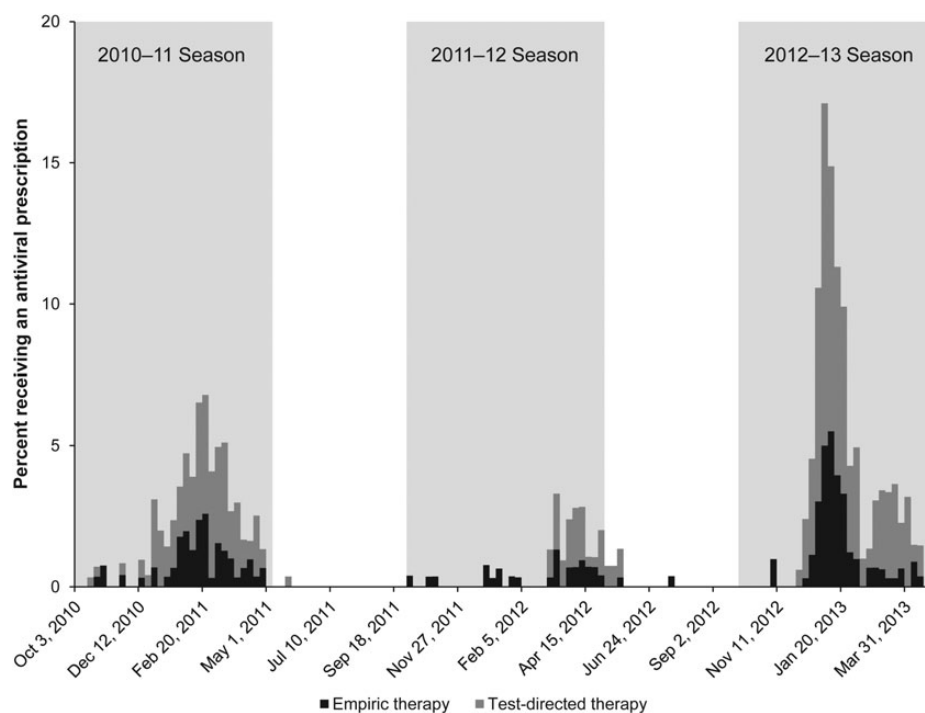 20
15
10
5
0
Percent receiving an antiviral prescription
2010–11 Season
2011–12 Season
2012–13 Season
Oct 3, 2010
Dec 12, 2010
Feb 20, 2011
May 1, 2011
Jul 10, 2011
Sep 18, 2011
Nov 27, 2011
Feb 5, 2012
Apr 15, 2012
Jun 24, 2012
Sep 2, 2012
Nov 11, 2012
Jan 20, 2013
Mar 31, 2013
Empiric therapy Test-directed therapy